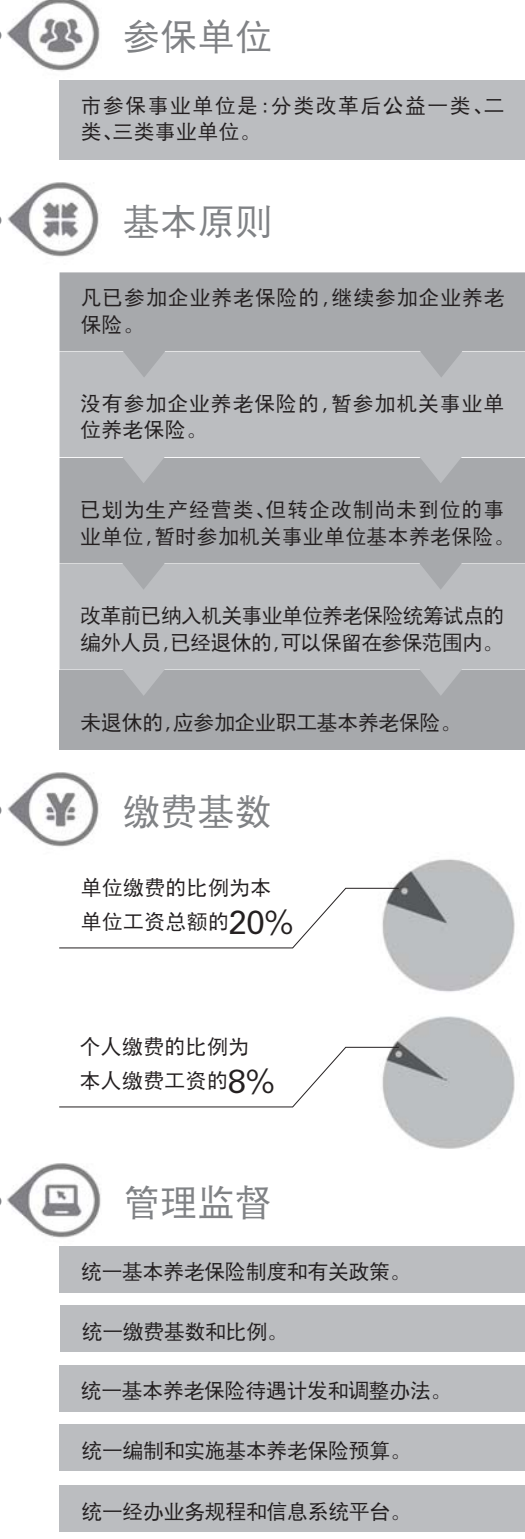 参保单位
市参保事业单位是：分类改革后公益一类、二
类、三类事业单位。
基本原则
凡已参加企业养老保险的，继续参加企业养老
保险。
没有参加企业养老保险的，暂参加机关事业单
位养老保险。
已划为生产经营类、但转企改制尚未到位的事
业单位，暂时参加机关事业单位基本养老保险。
改革前已纳入机关事业单位养老保险统筹试点的
编外人员，已经退休的，可以保留在参保范围内。
未退休的，应参加企业职工基本养老保险。
缴费基数
单位缴费的比例为本
单位工资总额的20%
个人缴费的比例为
本人缴费工资的8%
管理监督
统一基本养老保险制度和有关政策。
统一缴费基数和比例。
统一基本养老保险待遇计发和调整办法。
统一编制和实施基本养老保险预算。
统一经办业务规程和信息系统平台。